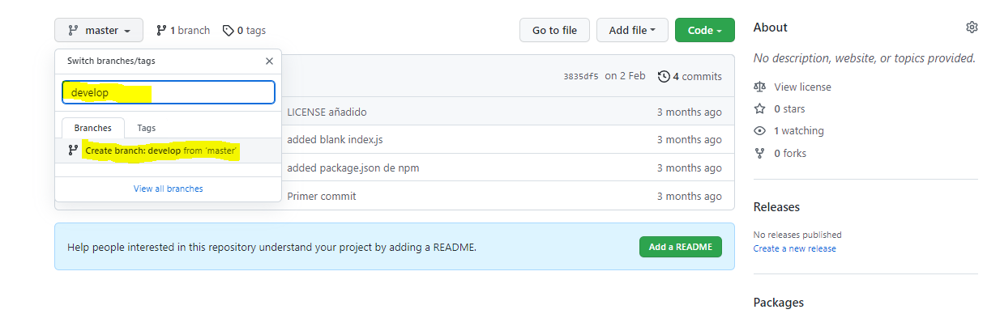 master
1 branch
0 tags
Go to file
Add file
Code
Switch branches/tags
develop
Branches
Tags
Create branch: develop from 'master'
View all branches
3835df5 on 2 Feb
4 commits
LICENSE añadido
3 months ago
added blank index.js
3 months ago
added package.json de npm
3 months ago
Primer commit
3 months ago
Help people interested in this repository understand your project by adding a README.
Add a README
About
No description, website, or topics provided.
View license
0 stars
1 watching
0 forks
Releases
No releases published
Create a new release
Packages